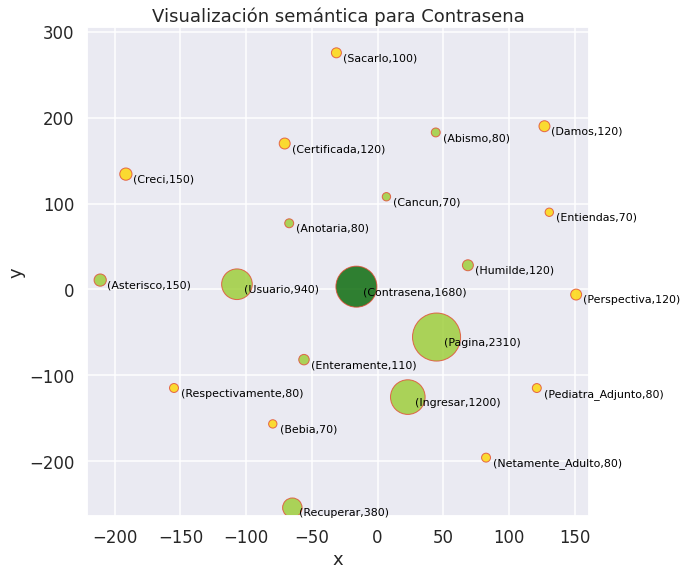 Visualización semántica para Contrasena
300
200
100
0
−100
−200
y
(Sacarlo,100)
(Damos,120)
(Abismo,80)
(Certificada,120)
(Creci,150)
(Cancun,70)
(Entiendas,70)
(Anotaria,80)
(Humilde,120)
(Asterisco,150)
(Usuario,940)
(Contrasena,1680)
(Perspectiva,120)
(Pagina,2310)
(Enteramente,110)
(Respectivamente,80)
(Pediatra_Adjunto,80)
(Ingresar,1200)
(Bebia,70)
(Netamente_Adulto,80)
(Recuperar,380)
−200 −150 −100 −50 0 50 100 150
x